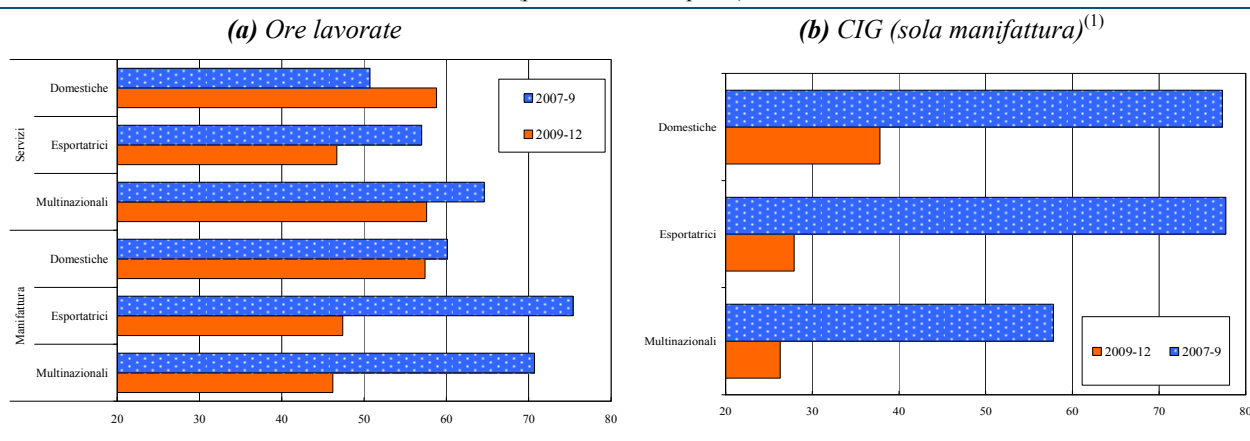 (a) Ore lavorate
Servizi
Domestiche
Esportatrici
Multinazionali
Manifattura
Domestiche
Esportatrici
Multinazionali
20 30 40 50 60 70 80
2007-9
2009-12
(b) CIG (sola manifattura)(1)
Domestiche
Esportatrici
Multinazionali
20 30 40 50 60 70 80
2009-12 2007-9